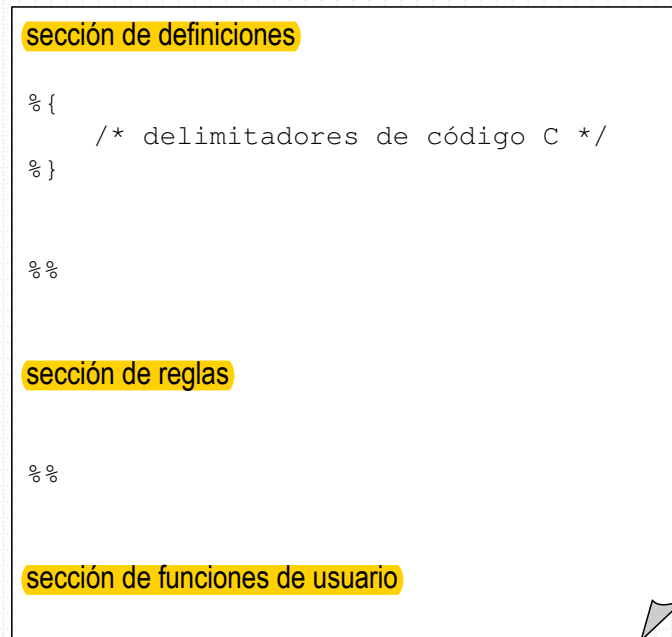 sección de definiciones
%{
/* delimitadores de código C */
%}
%%
sección de reglas
%%
sección de funciones de usuario